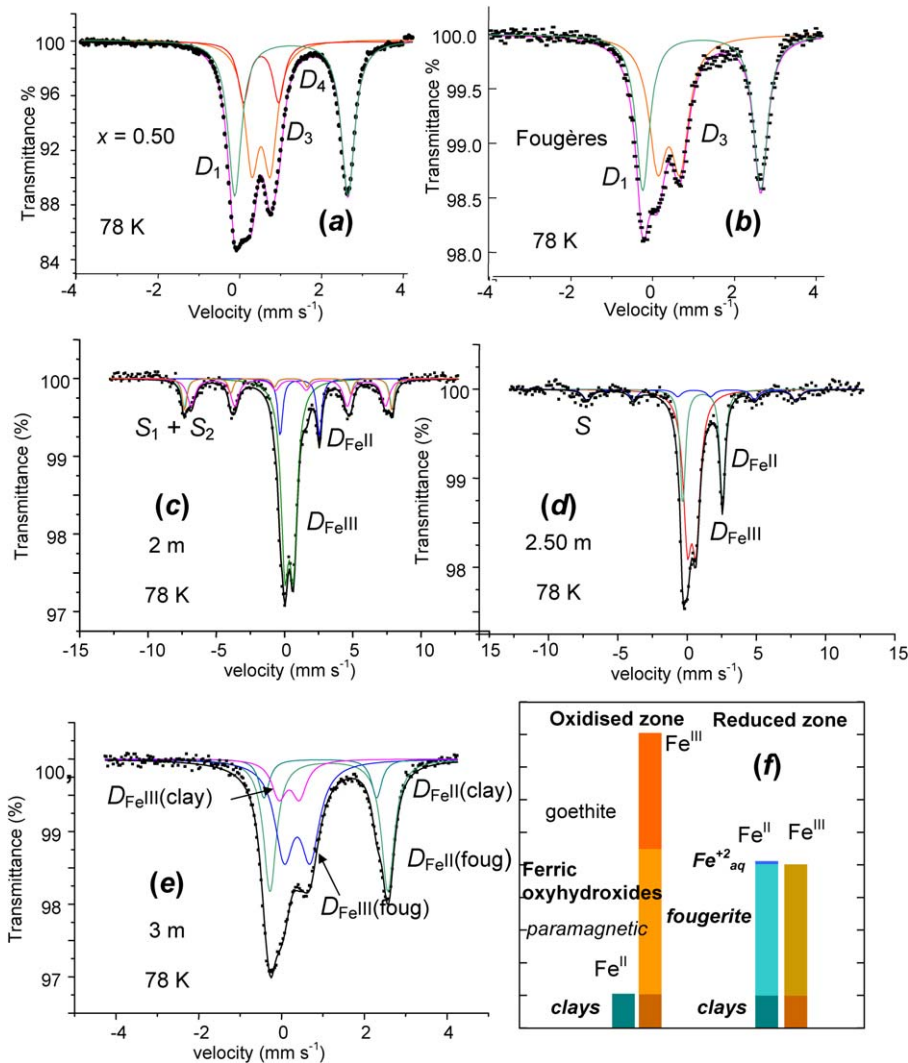 Transmittance %
100
96
92
88
84
D1
D4
D3
x = 0.50
(a)
78 K
-4
-2
0
2
4
Velocity (mm s-1)
Transmittance %
100.0
99.5
99.0
98.5
98.0
Fougères
D1
D3
(b)
78 K
-4
-2
0
2
4
Velocity (mm s-1)
Transmittance (%)
100
99
98
97
S1 + S2
DFeII
(c)
DFeIII
2 m
78 K
-15
-10
-5
0
5
10
15
velocity (mm s-1)
Transmittance (%)
100
99
98
S
DFeII
(d)
DFeIII
2.50 m
78 K
-10
-5
0
5
10
15
velocity (mm s-1)
Transmittance (%)
100
99
98
97
DFeIII(clay)
DFeII(clay)
DFeII(foug)
DFeIII(foug)
(e)
3 m
78 K
-4
-2
0
2
4
velocity (mm s-1)
Oxidised zone
Reduced zone
FeIII
(f)
goethite
FeII
FeIII
Fe+2aq
Ferric
oxyhydroxides
fougerite
paramagnetic
FeII
clays
clays